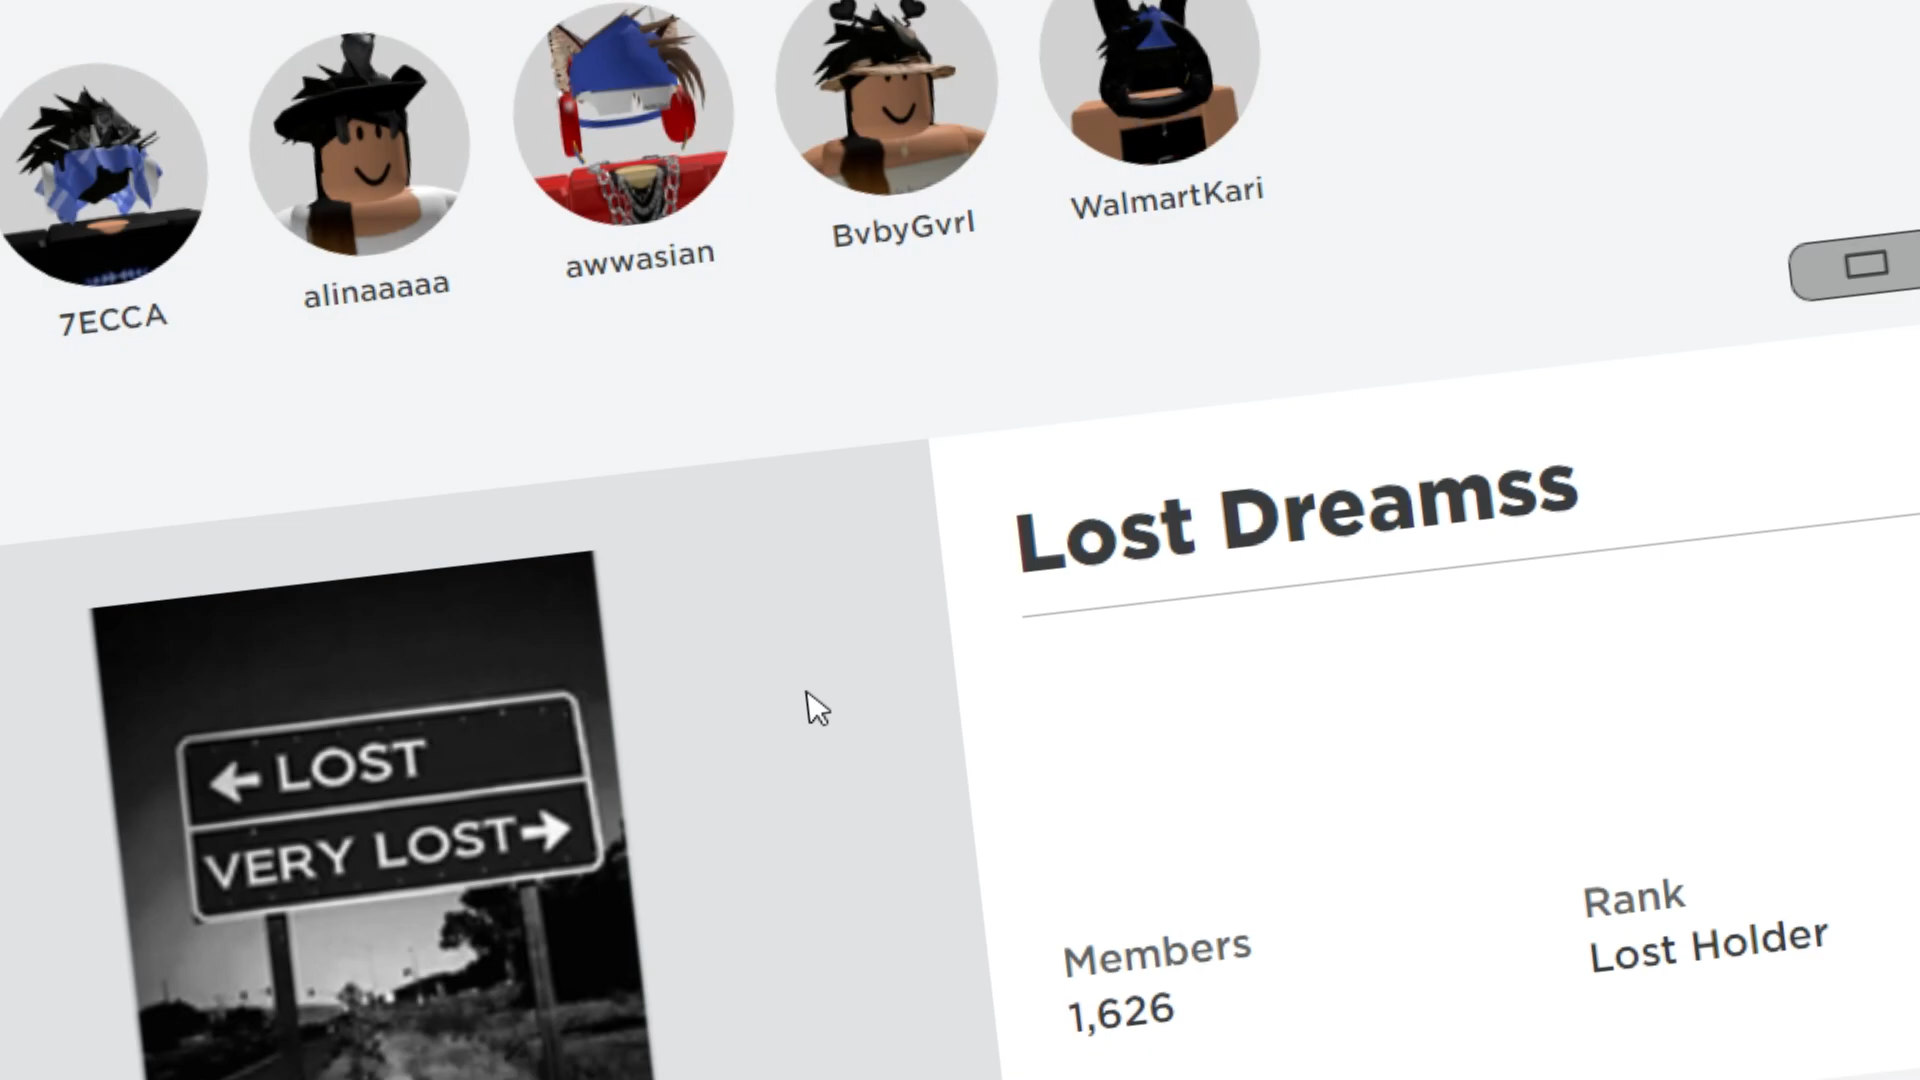 7ECCA
alinaaaaa
awwasian
BvbyGvrl
WalmartKari
Lost Dreamss
← LOST
VERY LOST →
Members
1,626
Rank
Lost Holder